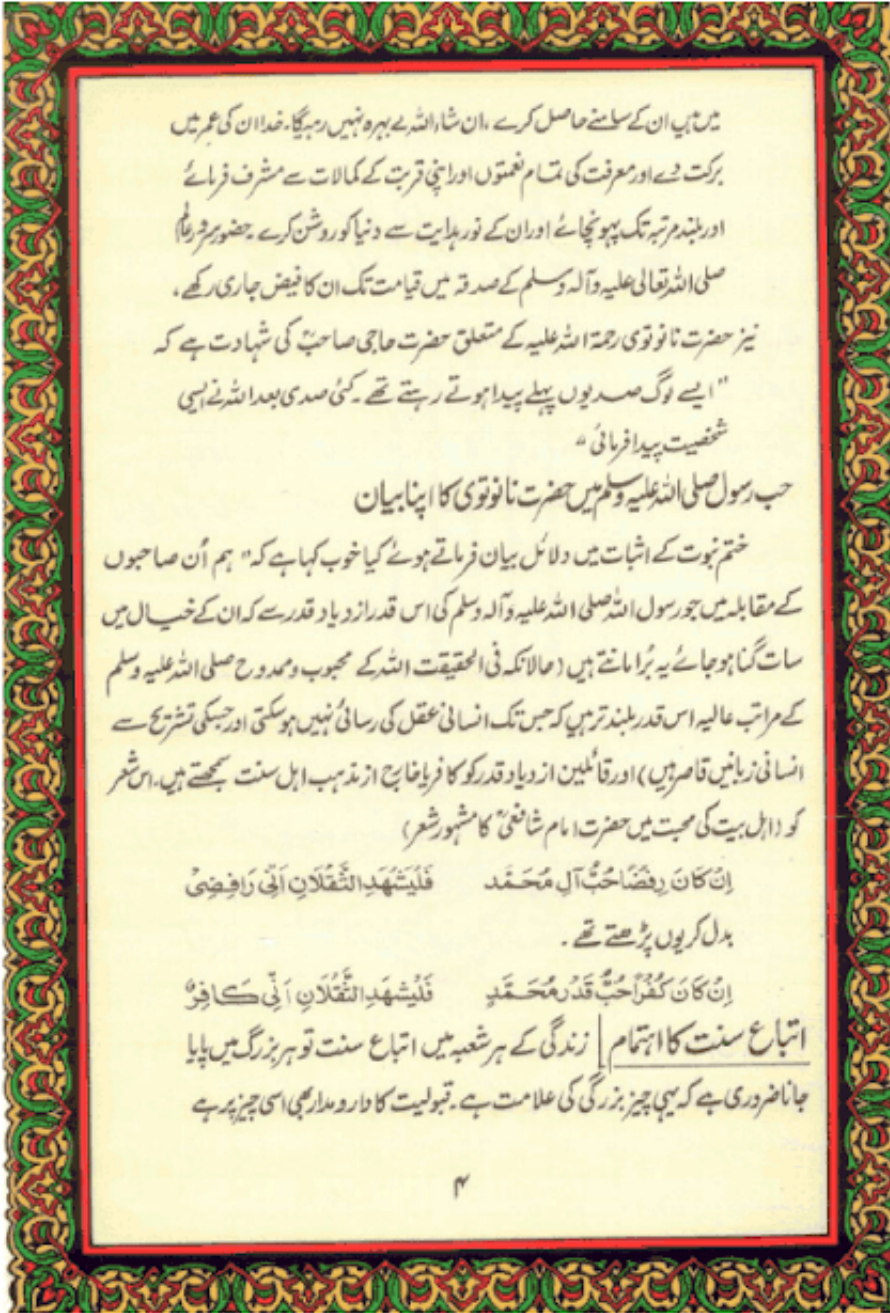 میں ہیں ان کے سامنے حاصل کرے ، ان شاء اللہ بے بہرہ نہیں رہیگا۔ خدا ان کی عمر میں
برکت دے اور معرفت کی تمام نعمتوں اور اپنی قربت کے کمالات سے مشرف فرمائے
اور بلند مرتبہ تک پہونچائے اور ان کے نور ہدایت سے دنیا کو روشن کرے ۔ حضور سرور عالم
صلی اللہ تعالی علیہ وآلہ وسلم کے صدقہ میں قیامت تک ان کا فیض جاری رکھے ،
نیز حضرت نانوتوی رحمۃ اللہ علیہ کے متعلق حضرت حاجی صاحبؒ کی شہادت ہے کہ
" ایسے لوگ صدیوں پہلے پیدا ہوتے رہتے تھے ۔ کئی صدی بعد اللہ نے ایسی
شخصیت پیدا فرمائی "
حب رسول صلی اللہ علیہ وسلم میں حضرت نانوتوی کا اپنا بیان
ختم نبوت کے اثبات میں دلائل بیان فرماتے ہوئے کیا خوب کہا ہے کہ " ہم اُن صاحبوں
کے مقابلہ میں جو رسول اللہ صلی اللہ علیہ وآلہ وسلم کی اس قدر ازدیاد قدر سے کہ ان کے خیال میں
سات گنا ہو جائے یہ بُرا مانتے ہیں ( حالانکہ فی الحقیقت اللہ کے محبوب وممدوح صلی اللہ علیہ وسلم
کے مراتب عالیہ اس قدر بلند تر ہیں کہ جس تک انسانی عقل کی رسائی نہیں ہو سکتی اور جسکی تشریح سے
انسانی زبانیں قاصر ہیں ) اور قائلین ازدیاد قدر کو کافر یا خارج از مذہب اہل سنت سمجھتے ہیں ۔ اس شعر
کو ( اہل بیت کی محبت میں حضرت امام شافعیؒ کا مشہور شعر )
اِنْ كَانَ رِفْضًا حُبُّ آلِ مُحَمَّد فَلْيَشْهَدِ الثَّقْلَانِ اَنِّی رَافِضِیْ
بدل کر یوں پڑھتے تھے ۔
اِنْ كَانَ كُفْرًا حُبُّ قَدْرِ مُحَمَّدٍ فَلْيَشْهَدِ الثَّقْلَانِ اَنِّی كَافِرٌ
اتباع سنت کا اہتمام | زندگی کے ہر شعبہ میں اتباع سنت تو ہر بزرگ میں پایا
جانا ضروری ہے کہ یہی چیز بزرگی کی علامت ہے ۔ قبولیت کا دارومدار بھی اسی چیز پر ہے
۴